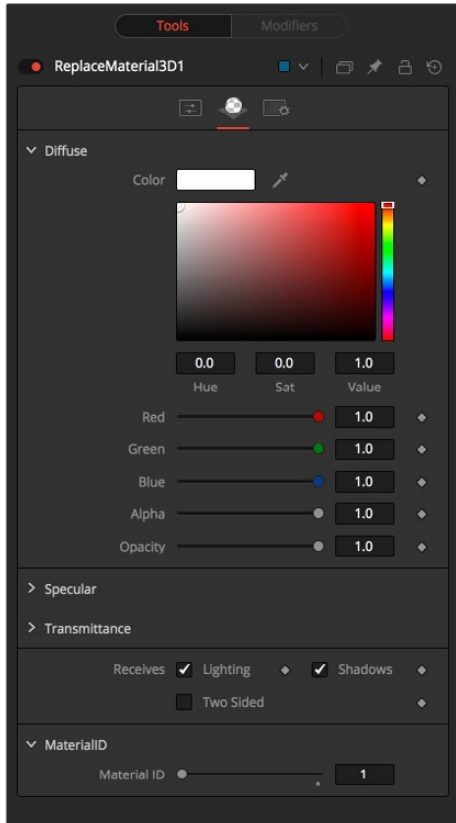 Tools Modifiers
ReplaceMaterial3D1
Diffuse
Color
0.0 0.0 1.0
Hue Sat Value
Red 1.0
Green 1.0
Blue 1.0
Alpha 1.0
Opacity 1.0
Specular
Transmittance
Receives Lighting Shadows
Two Sided
MaterialID
Material ID 1